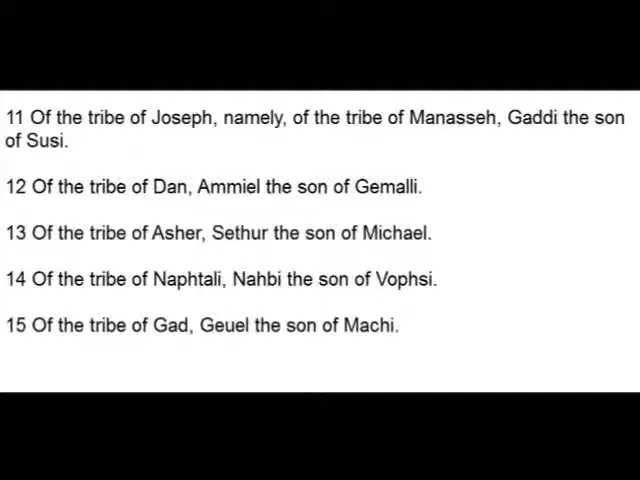 11 Of the tribe of Joseph, namely, of the tribe of Manasseh, Gaddi the son
of Susi.
12 Of the tribe of Dan, Ammiel the son of Gemalli.
13 Of the tribe of Asher, Sethur the son of Michael.
14 Of the tribe of Naphtali, Nahbi the son of Vophsi.
15 Of the tribe of Gad, Geuel the son of Machi.